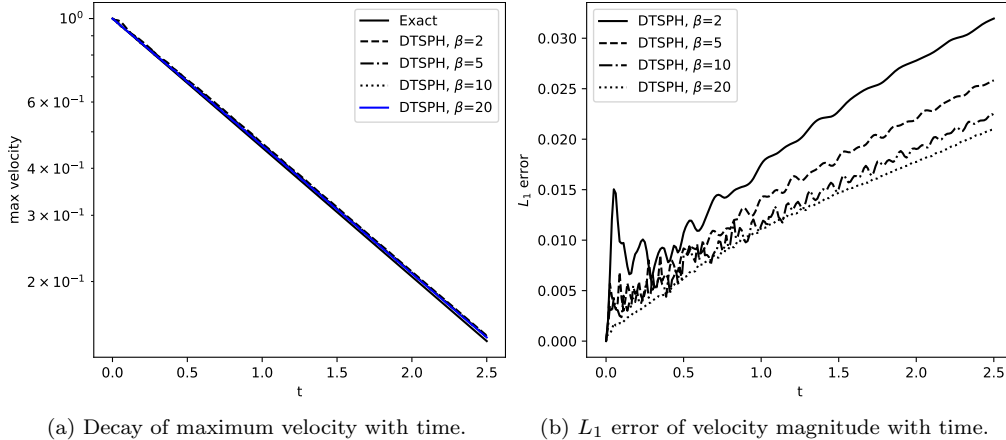 10⁰
6 × 10⁻¹
4 × 10⁻¹
3 × 10⁻¹
2 × 10⁻¹
max velocity
0.0 0.5 1.0 1.5 2.0 2.5
t
Exact
DTSPH, β=2
DTSPH, β=5
DTSPH, β=10
DTSPH, β=20
(a) Decay of maximum velocity with time.
0.030
0.025
0.020
0.015
0.010
0.005
0.000
L₁ error
0.0 0.5 1.0 1.5 2.0 2.5
t
DTSPH, β=2
DTSPH, β=5
DTSPH, β=10
DTSPH, β=20
(b) L₁ error of velocity magnitude with time.